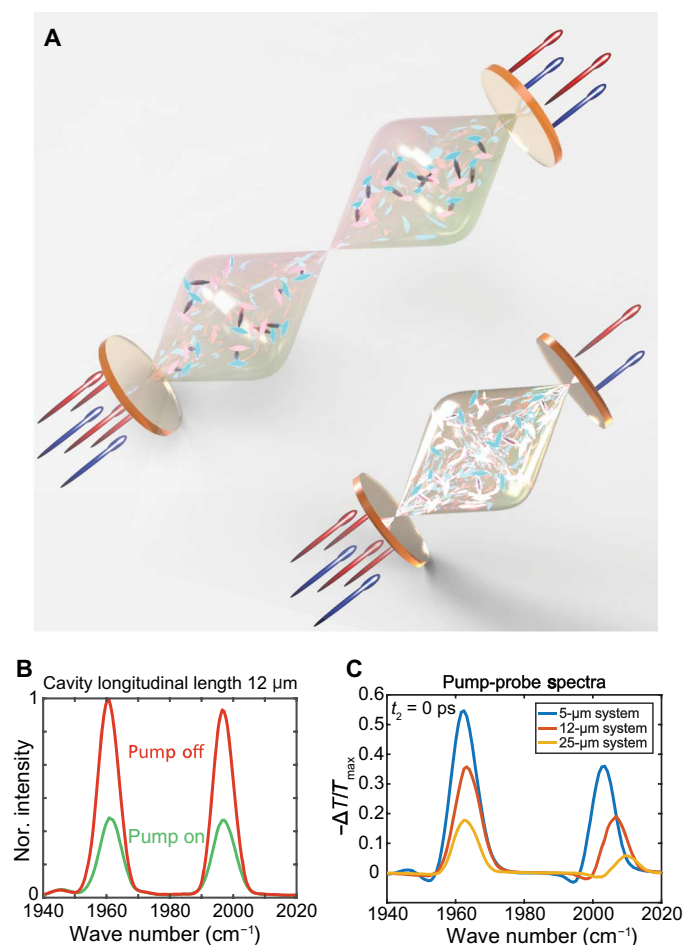 A
B
Cavity longitudinal length 12 µm
Nor. intensity
1
0
Pump off
Pump on
1940 1960 1980 2000 2020
Wave number (cm⁻¹)
C
Pump-probe spectra
t₂ = 0 ps
5-µm system
12-µm system
25-µm system
-ΔT/Tmax
0.6
0.5
0.4
0.3
0.2
0.1
0
1940 1960 1980 2000 2020
Wave number (cm⁻¹)